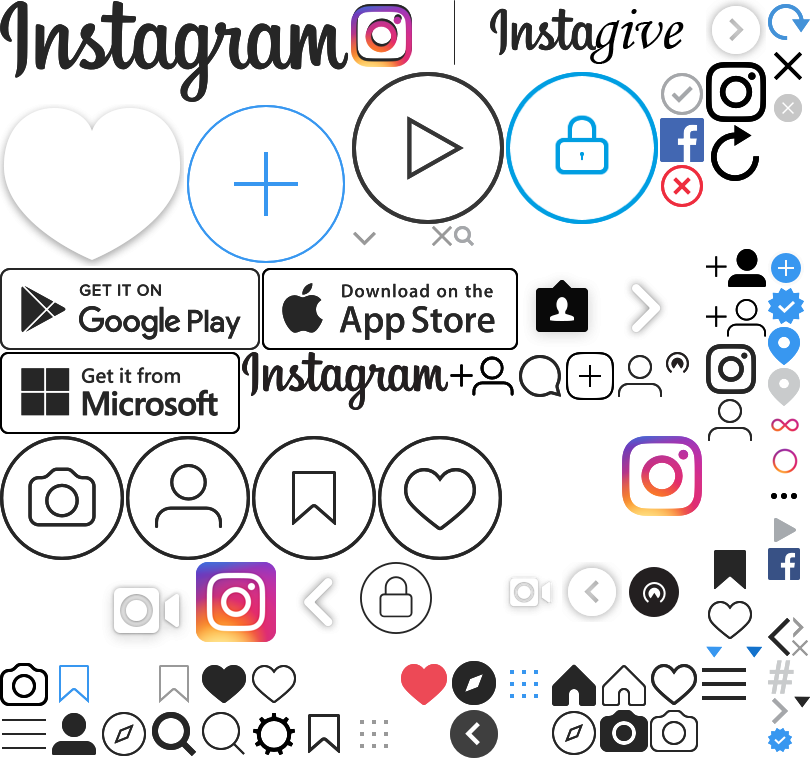 Instagram
Instagive
GET IT ON
Google Play
Download on the
App Store
Get it from
Microsoft
Instagram